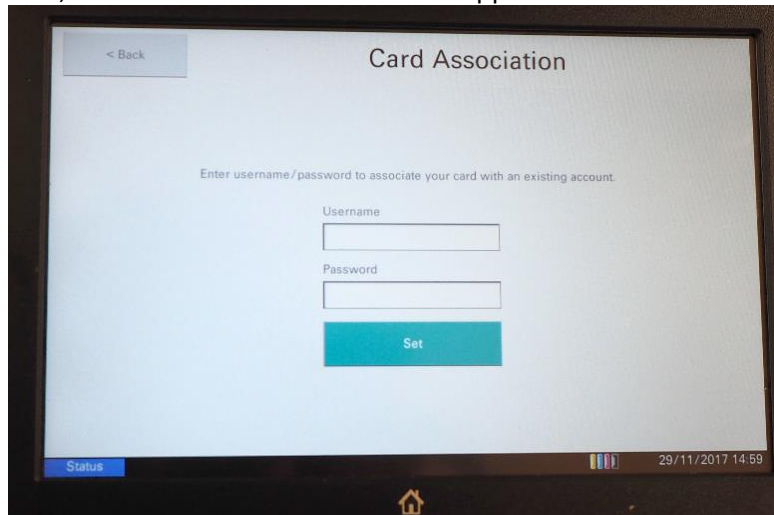 < Back
Card Association
Enter username/password to associate your card with an existing account.
Username
Password
Set
Status
29/11/2017 14:59